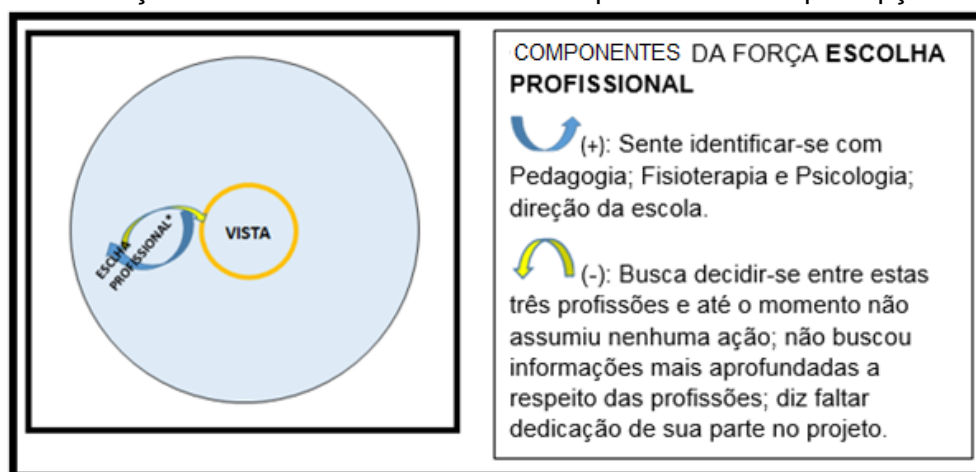 ESCLHA
PROFISSIONAL*
VISTA
COMPONENTES DA FORÇA ESCOLHA
PROFISSIONAL
(+): Sente identificar-se com
Pedagogia; Fisioterapia e Psicologia;
direção da escola.
(-): Busca decidir-se entre estas
três profissões e até o momento não
assumiu nenhuma ação; não buscou
informações mais aprofundadas a
respeito das profissões; diz faltar
dedicação de sua parte no projeto.